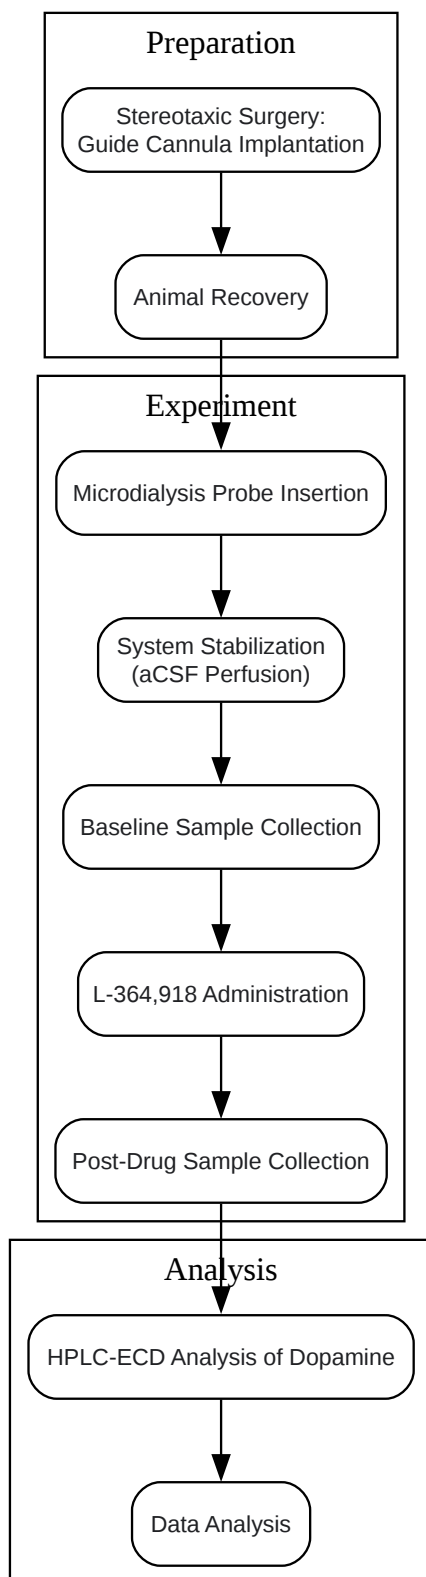 Preparation
Stereotaxic Surgery:
Guide Cannula Implantation
Animal Recovery
Experiment
Microdialysis Probe Insertion
System Stabilization
(aCSF Perfusion)
Baseline Sample Collection
L-364,918 Administration
Post-Drug Sample Collection
Analysis
HPLC-ECD Analysis of Dopamine
Data Analysis